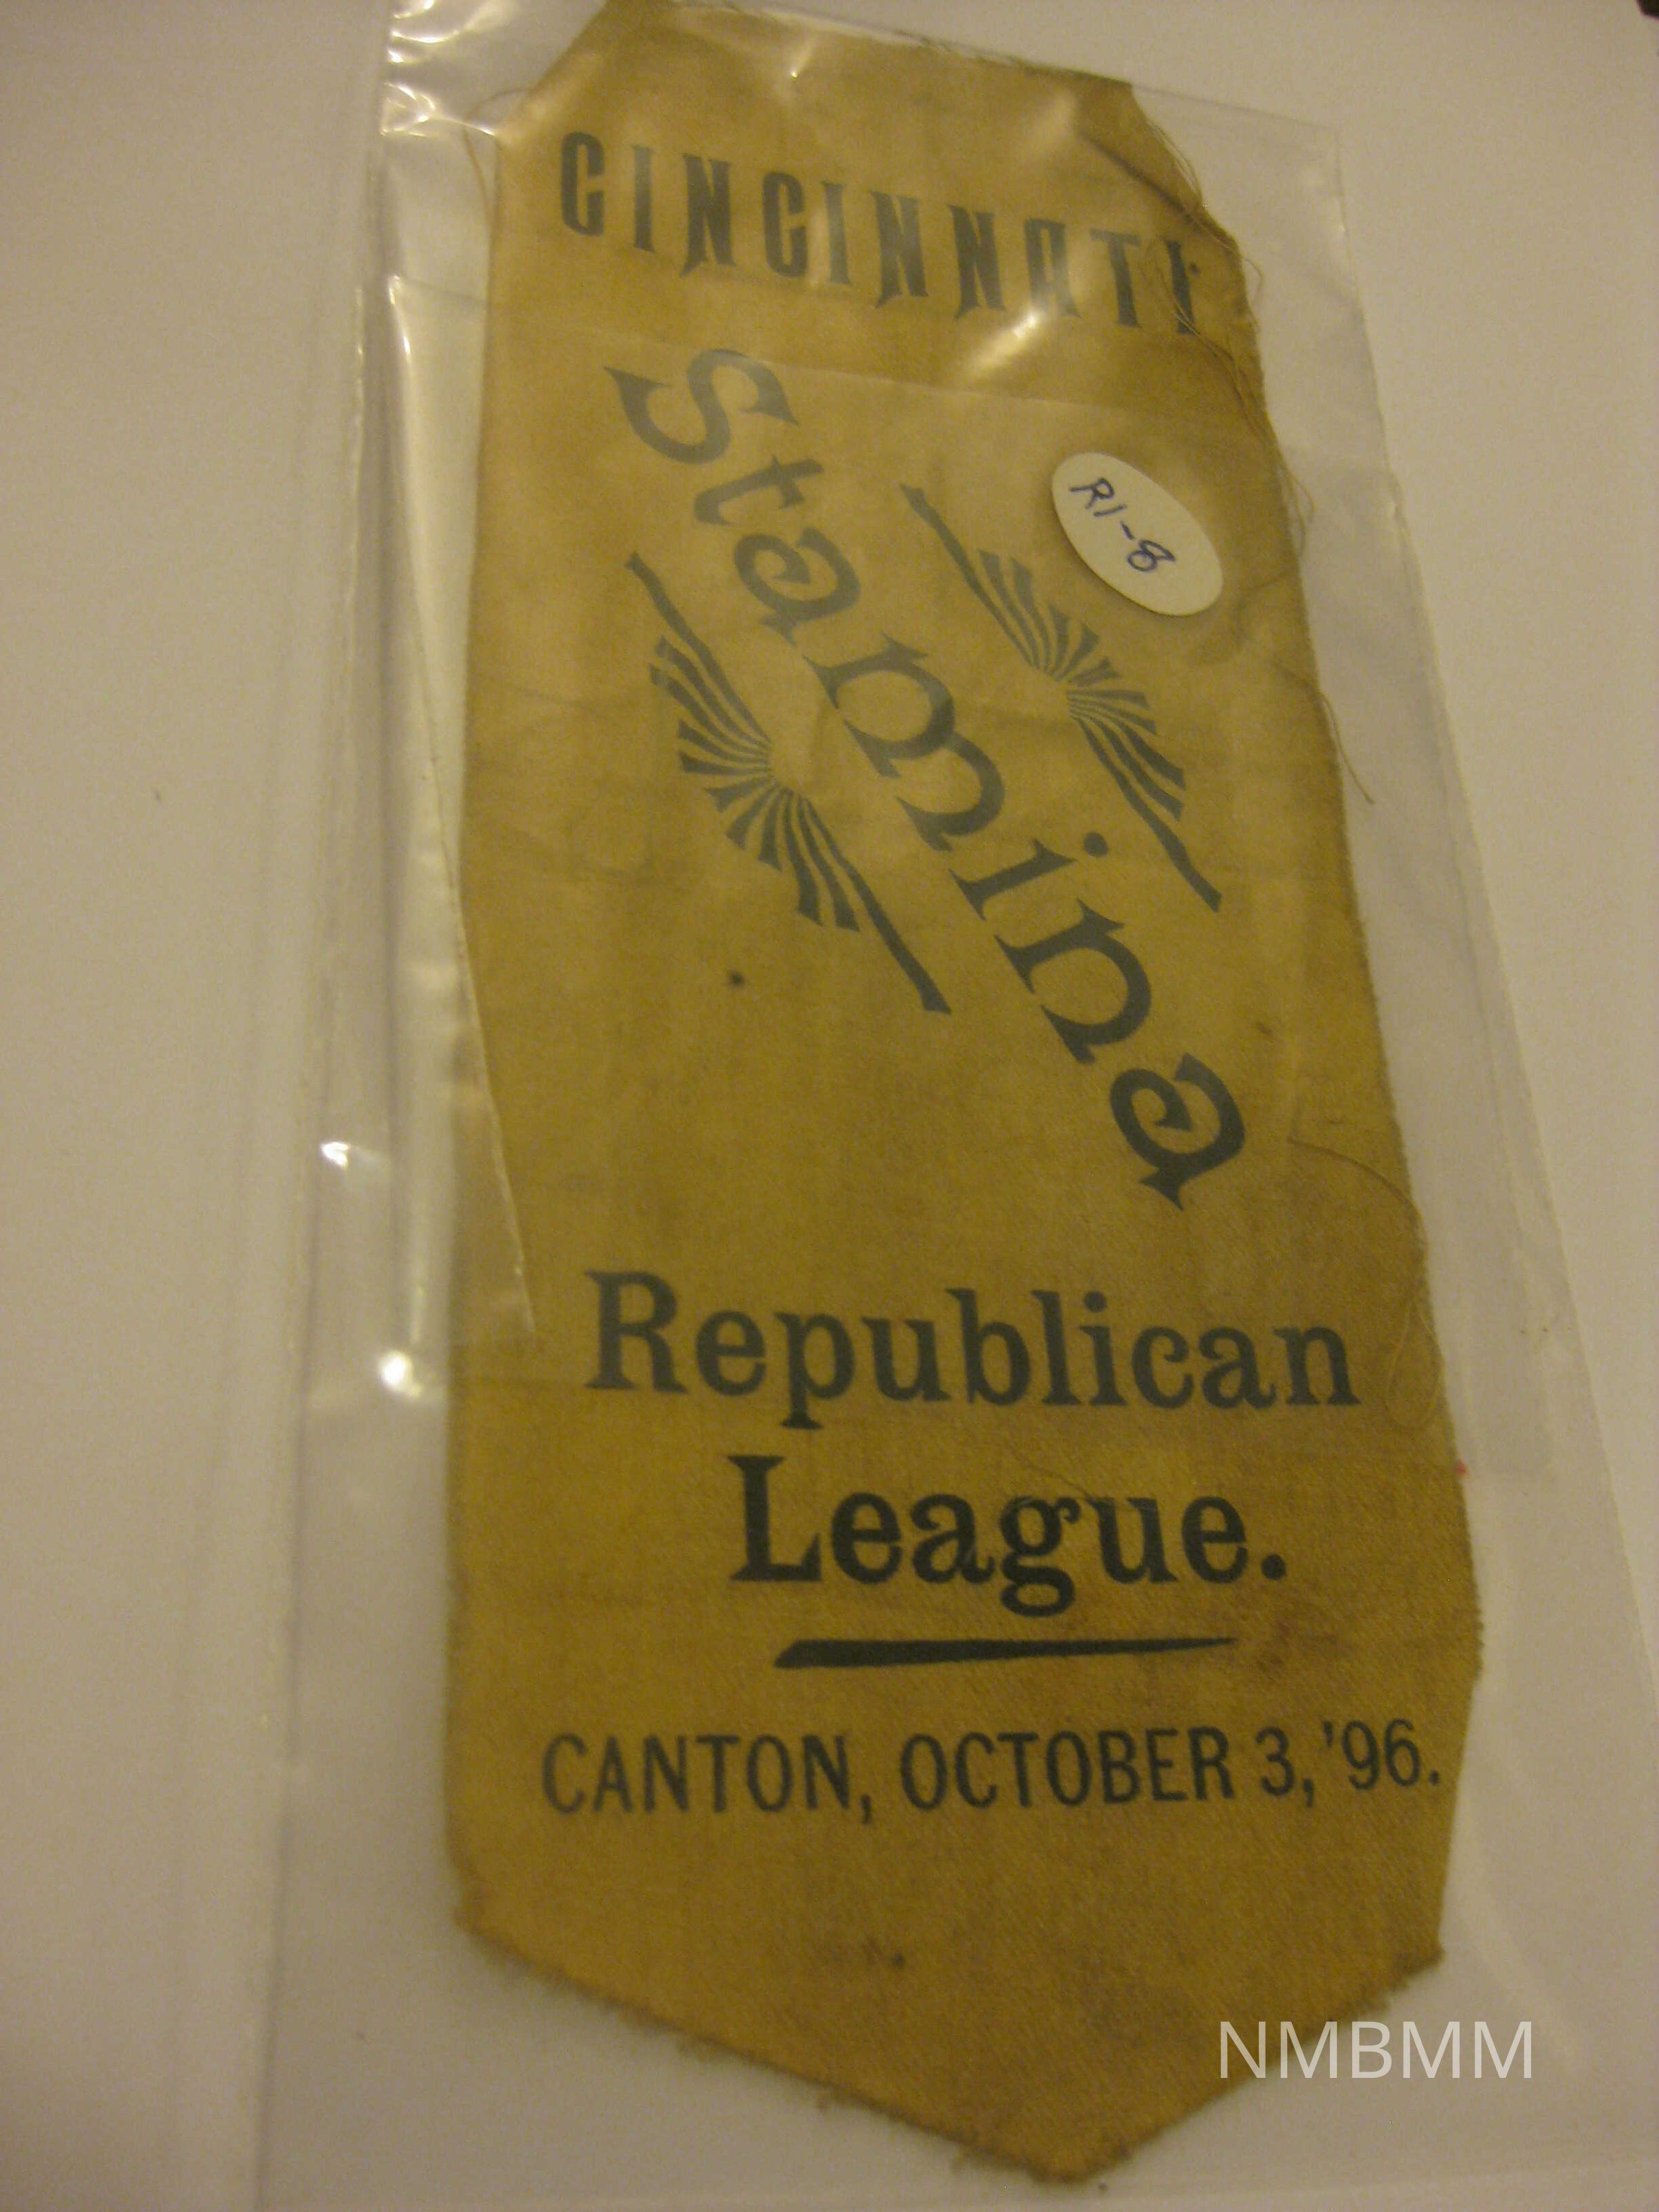 CINCINNATI
Stamina
R1-8
Republican
League.
CANTON, OCTOBER 3, '96.
NMBMM